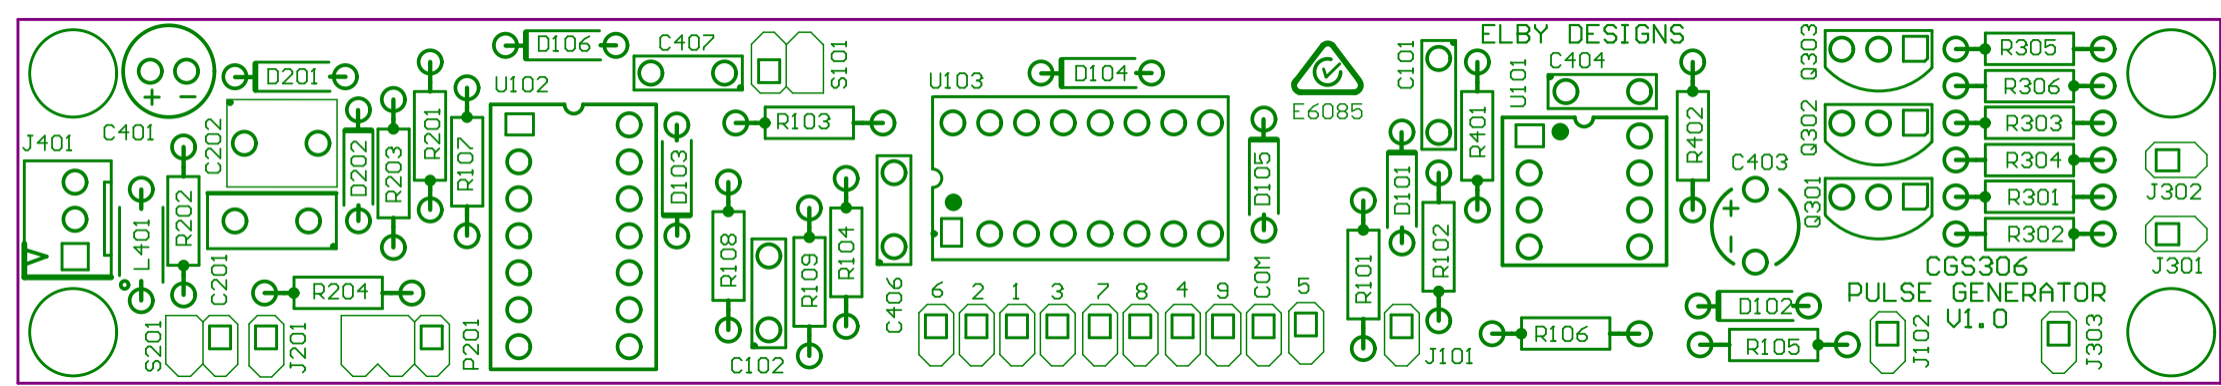 ELBY DESIGNS
D106
C407
S101
U103
D104
E6085
C101
U101
C404
Q303
R305
R306
D201
U102
C401
+ −
J401
C202
D202
R203
R201
R107
D103
R103
D105
D101
R401
R402
Q302
R303
R304
C403
+
−
Q301
R301
R302
J302
J301
L401
R202
C201
R204
R108
R109
R104
C406
R101
R102
CGS306
PULSE GENERATOR
V1.0
6 2 1 3 7 8 4 9 COM 5
S201
J201
P201
C102
J101
R106
D102
R105
J102
J303